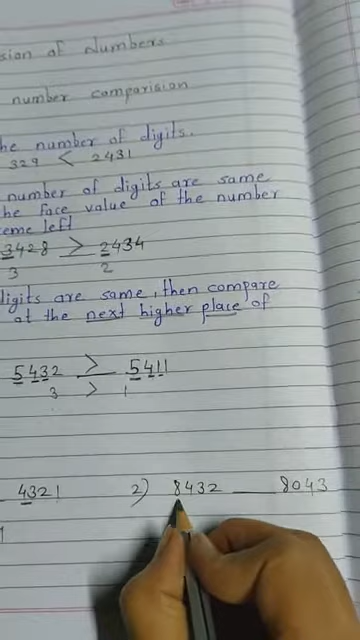 sion of Numbers
number comparision
he number of digits.
329 < 2431
number of digits are same
he face value of the number
reme left
3428 > 2434
3 2
digits are same, then compare
at the next higher place of
5432 > 5411
3 > 1
4321 2) 8432 ___ 8043